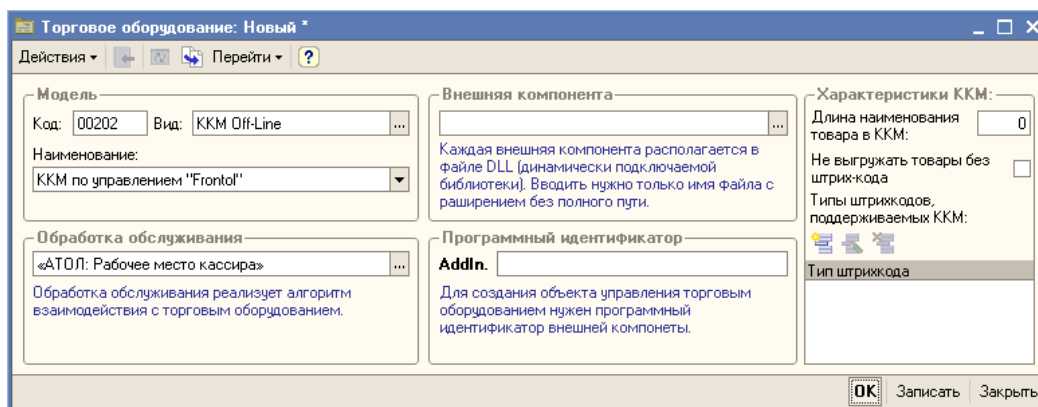 Торговое оборудование: Новый *
Действия
Перейти
?
Модель
Код: 00202 Вид: ККМ Off-Line ...
Наименование:
ККМ по управлением "Frontol"
Обработка обслуживания
«АТОЛ: Рабочее место кассира» ...
Обработка обслуживания реализует алгоритм
взаимодействия с торговым оборудованием.
Внешняя компонента
...
Каждая внешняя компонента располагается в
файле DLL (динамически подключаемой
библиотеки). Вводить нужно только имя файла с
раширением без полного пути.
Программный идентификатор
AddIn.
Для создания объекта управления торговым
оборудованием нужен программный
идентификатор внешней компонеты.
Характеристики ККМ:
Длина наименования
товара в ККМ: 0
Не выгружать товары без
штрих-кода
Типы штрихкодов,
поддерживаемых ККМ:
Тип штрихкода
OK Записать Закрыть